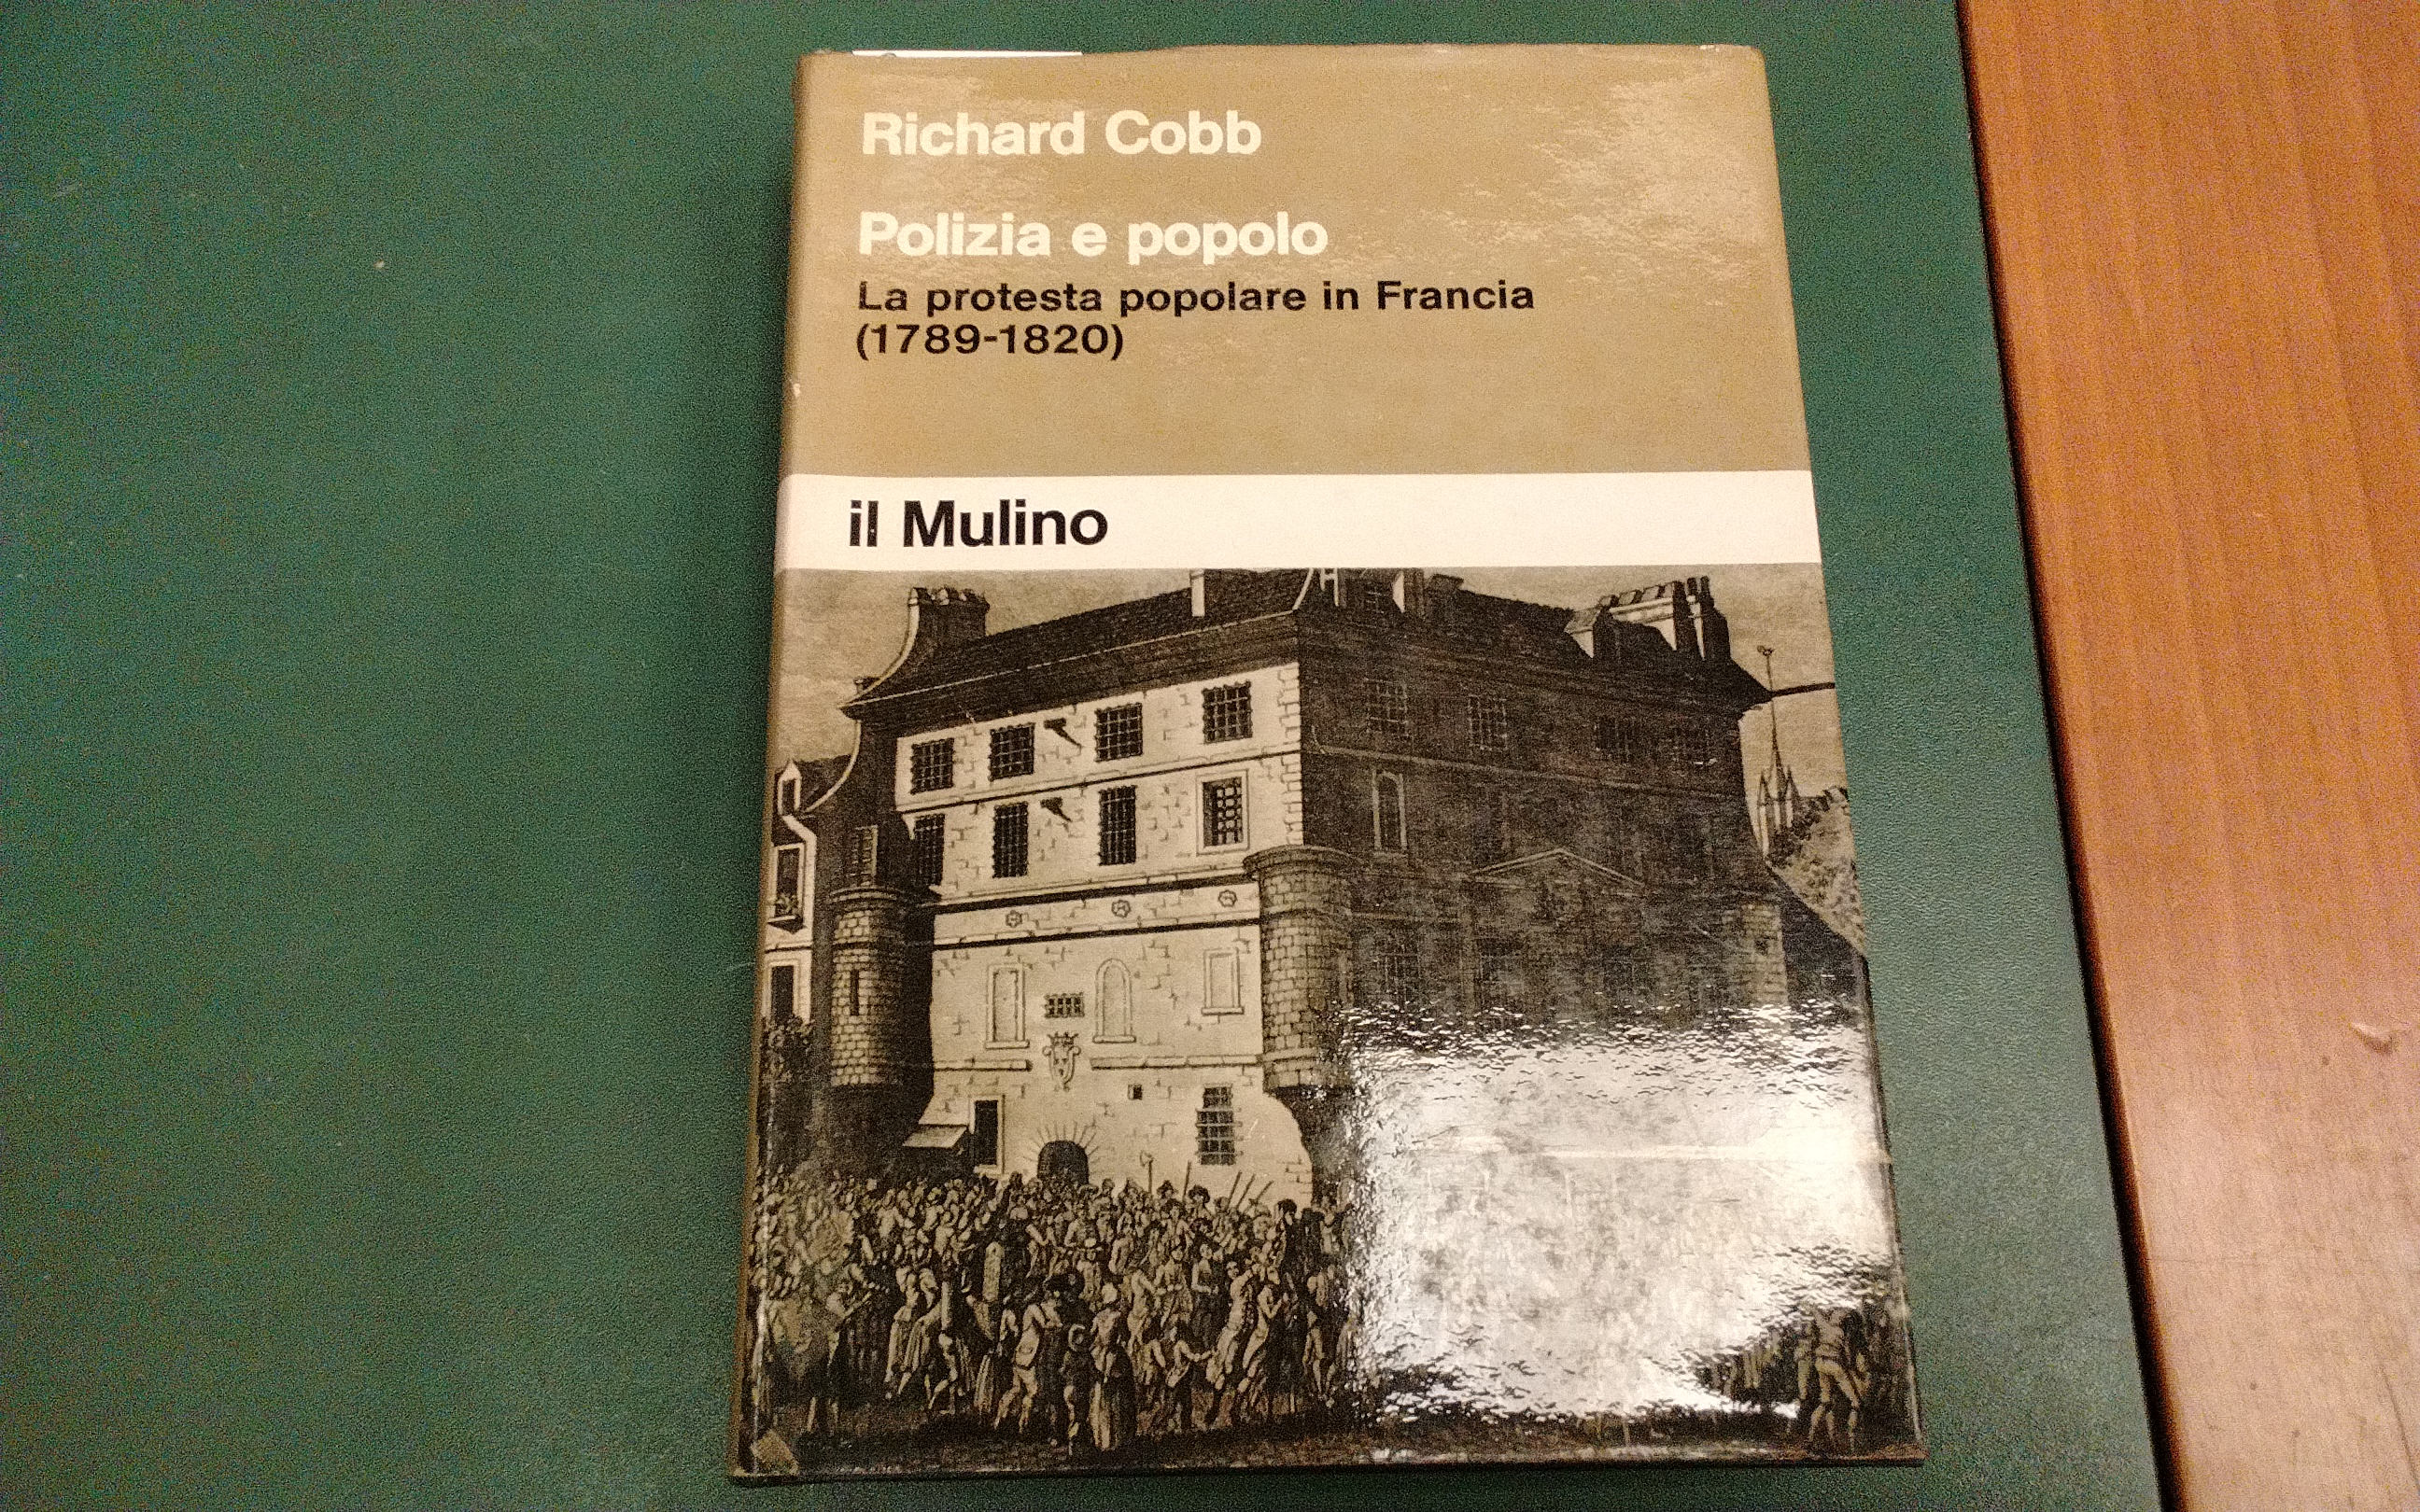 Richard Cobb
Polizia e popolo
La protesta popolare in Francia
(1789-1820)
il Mulino